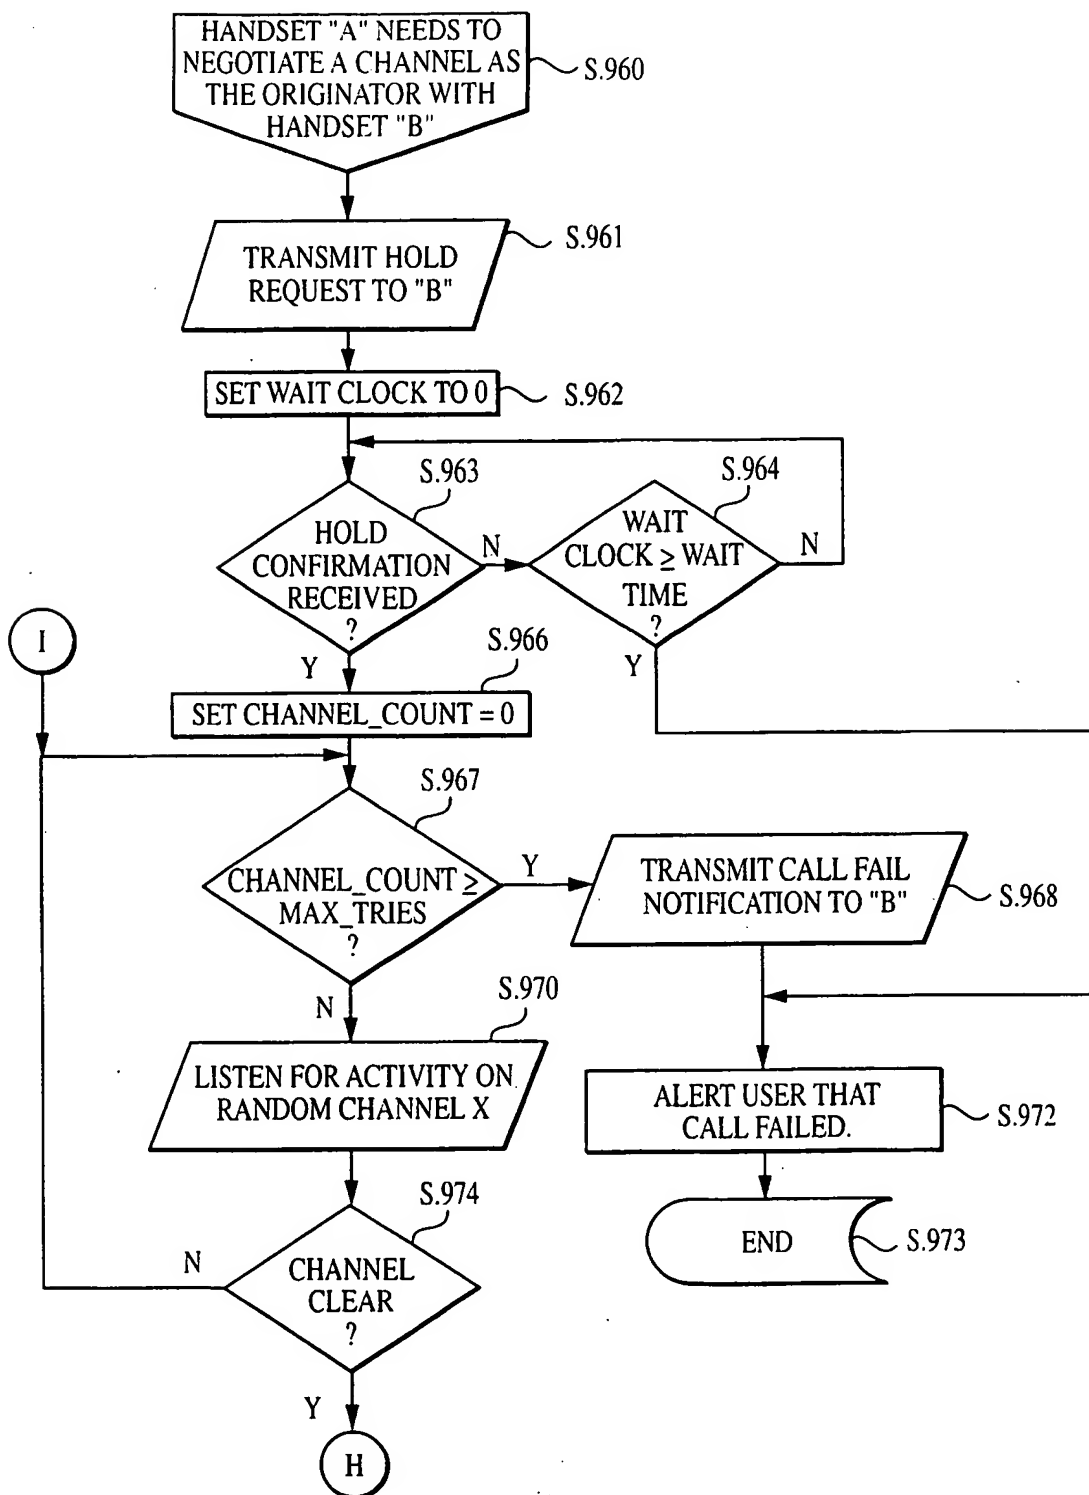 HANDSET "A" NEEDS TO
NEGOTIATE A CHANNEL AS
THE ORIGINATOR WITH
HANDSET "B"
S.960
TRANSMIT HOLD
REQUEST TO "B"
S.961
SET WAIT CLOCK TO 0
S.962
HOLD
CONFIRMATION
RECEIVED
?
S.963
N
Y
WAIT
CLOCK ≥ WAIT
TIME
?
S.964
N
Y
I
SET CHANNEL_COUNT = 0
S.966
CHANNEL_COUNT ≥
MAX_TRIES
?
S.967
Y
N
TRANSMIT CALL FAIL
NOTIFICATION TO "B"
S.968
LISTEN FOR ACTIVITY ON
RANDOM CHANNEL X
S.970
ALERT USER THAT
CALL FAILED.
S.972
CHANNEL
CLEAR
?
S.974
N
Y
END
S.973
H